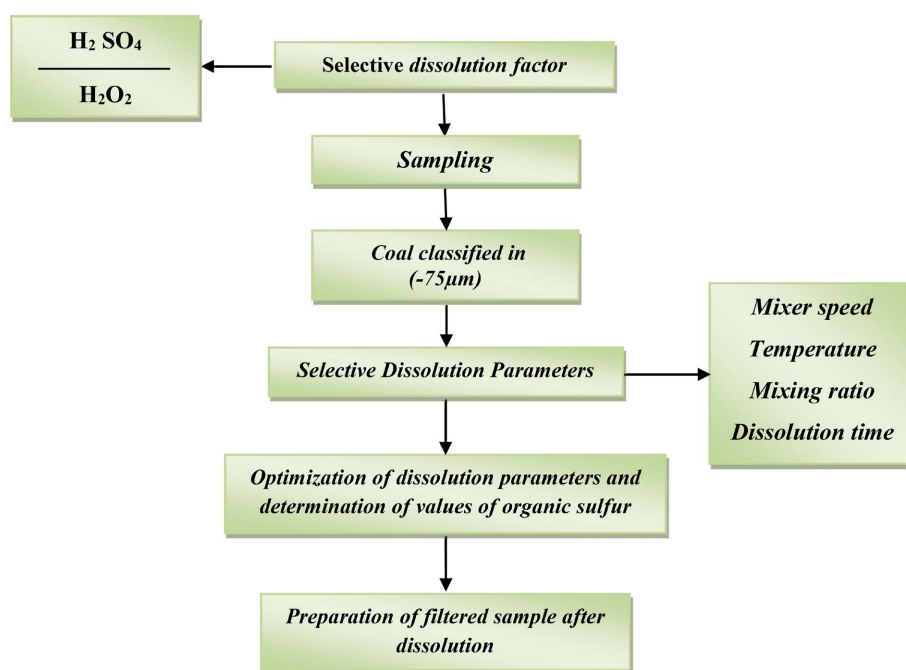 H₂ SO₄
H₂O₂
Selective dissolution factor
Sampling
Coal classified in
(-75µm)
Selective Dissolution Parameters
Mixer speed
Temperature
Mixing ratio
Dissolution time
Optimization of dissolution parameters and
determination of values of organic sulfur
Preparation of filtered sample after
dissolution